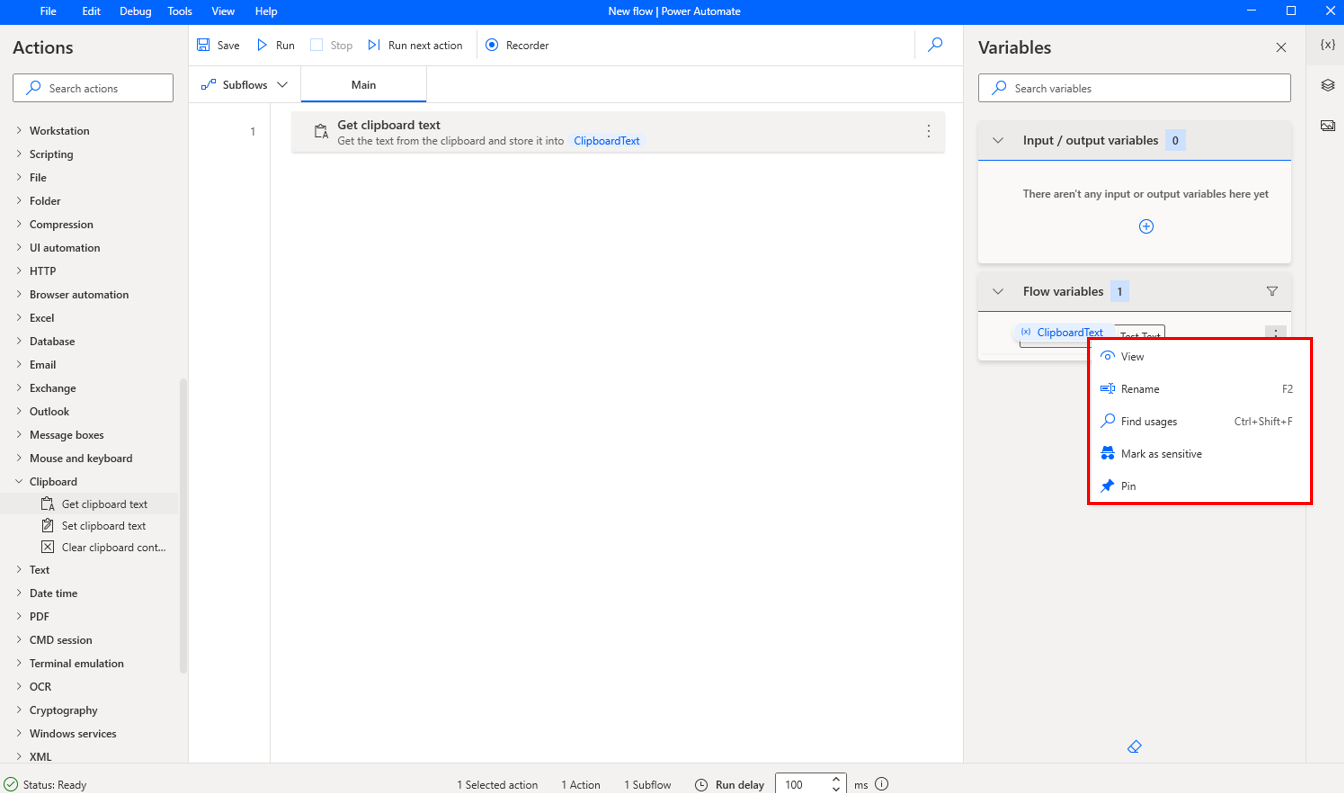 File Edit Debug Tools View Help
New flow | Power Automate
Actions
Search actions
Workstation
Scripting
File
Folder
Compression
UI automation
HTTP
Browser automation
Excel
Database
Email
Exchange
Outlook
Message boxes
Mouse and keyboard
Clipboard
Get clipboard text
Set clipboard text
Clear clipboard cont...
Text
Date time
PDF
CMD session
Terminal emulation
OCR
Cryptography
Windows services
XML
Save Run Stop Run next action Recorder
Subflows Main
1
Get clipboard text
Get the text from the clipboard and store it into ClipboardText
Variables
{x}
Search variables
Input / output variables 0
There aren't any input or output variables here yet
Flow variables 1
(x) ClipboardText Test Text
View
Rename F2
Find usages Ctrl+Shift+F
Mark as sensitive
Pin
Status: Ready 1 Selected action 1 Action 1 Subflow Run delay 100 ms